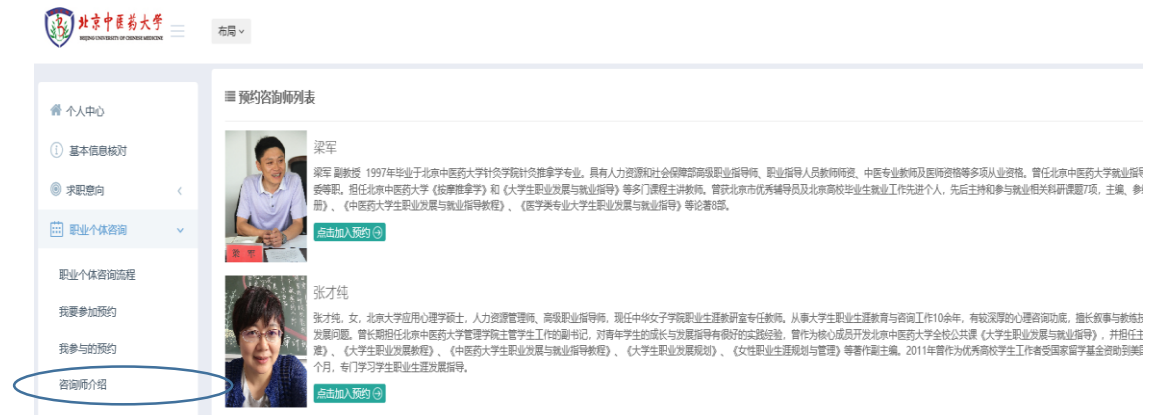 北京中医药大学
BEIJING UNIVERSITY OF CHINESE MEDICINE
布局
个人中心
基本信息核对
求职意向
职业个体咨询
职业个体咨询流程
我要参加预约
我参与的预约
咨询师介绍
预约咨询师列表
梁军
梁军 副教授 1997年毕业于北京中医药大学针灸学院针灸推拿学专业。具有人力资源和社会保障部高级职业指导师、职业指导人员教师师资、中医专业教师及医师资格等多项从业资格。曾任北京中医药大学就业指导
委等职。担任北京中医药大学《按摩推拿学》和《大学生职业发展与就业指导》等多门课程主讲教师。曾获北京市优秀辅导员及北京高校毕业生就业工作先进个人，先后主持和参与就业相关科研课题7项，主编、参编
册》、《中医药大学生职业发展与就业指导教程》、《医学类专业大学生职业发展与就业指导》等论著8部。
点击加入预约
梁 军
张才纯
张才纯，女，北京大学应用心理学硕士，人力资源管理师、高级职业指导师，现任中华女子学院职业生涯教研室专任教师。从事大学生职业生涯教育与咨询工作10余年，有较深厚的心理咨询功底，擅长叙事与教练技
发展问题。曾长期担任北京中医药大学管理学院主管学生工作的副书记，对青年学生的成长与发展指导有很好的实践经验，曾作为核心成员开发北京中医药大学全校公共课《大学生职业发展与就业指导》，并担任主
难》、《大学生职业发展教程》、《中医药大学生职业发展与就业指导教程》、《大学生职业发展规划》、《女性职业生涯规划与管理》等著作副主编。2011年曾作为优秀高校学生工作者受国家留学基金资助到美国
个月，专门学习学生职业生涯发展指导。
点击加入预约